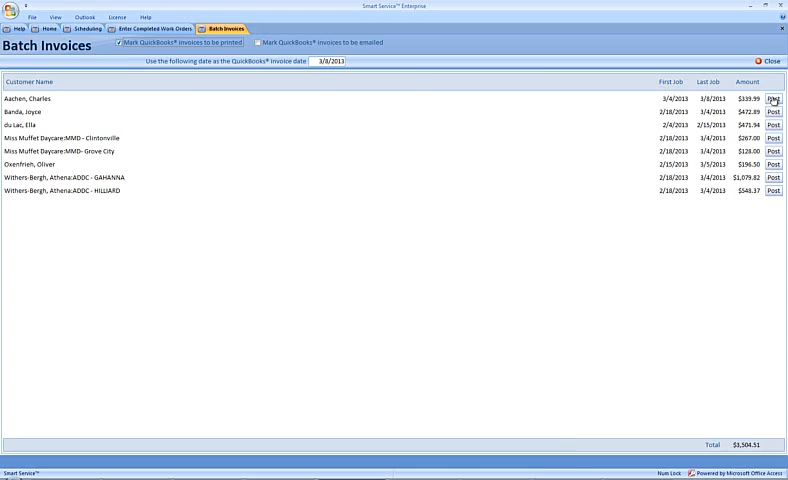 Smart Service™ Enterprise
View Outlook License Help
Help Home Scheduling Enter Completed Work Orders Batch Invoices
Batch Invoices
Mark QuickBooks® invoices to be printed Mark QuickBooks® invoices to be emailed
Use the following date as the QuickBooks® invoice date 3/8/2013 Close
Customer Name First Job Last Job Amount
Aachen, Charles 3/4/2013 3/8/2013 $339.99 Post
Banda, Joyce 2/18/2013 3/4/2013 $472.89 Post
du Lac, Ella 2/4/2013 2/15/2013 $471.94 Post
Miss Muffet Daycare:MMD - Clintonville 2/18/2013 3/4/2013 $267.00 Post
Miss Muffet Daycare:MMD- Grove City 2/18/2013 3/4/2013 $128.00 Post
Oxenfrieh, Oliver 2/15/2013 3/5/2013 $196.50 Post
Withers-Bergh, Athena:ADDC - GAHANNA 2/18/2013 3/4/2013 $1,079.82 Post
Withers-Bergh, Athena:ADDC - HILLIARD 2/18/2013 3/4/2013 $548.37 Post
Total $3,504.51
Smart Service™ Num Lock Powered by Microsoft Office Access